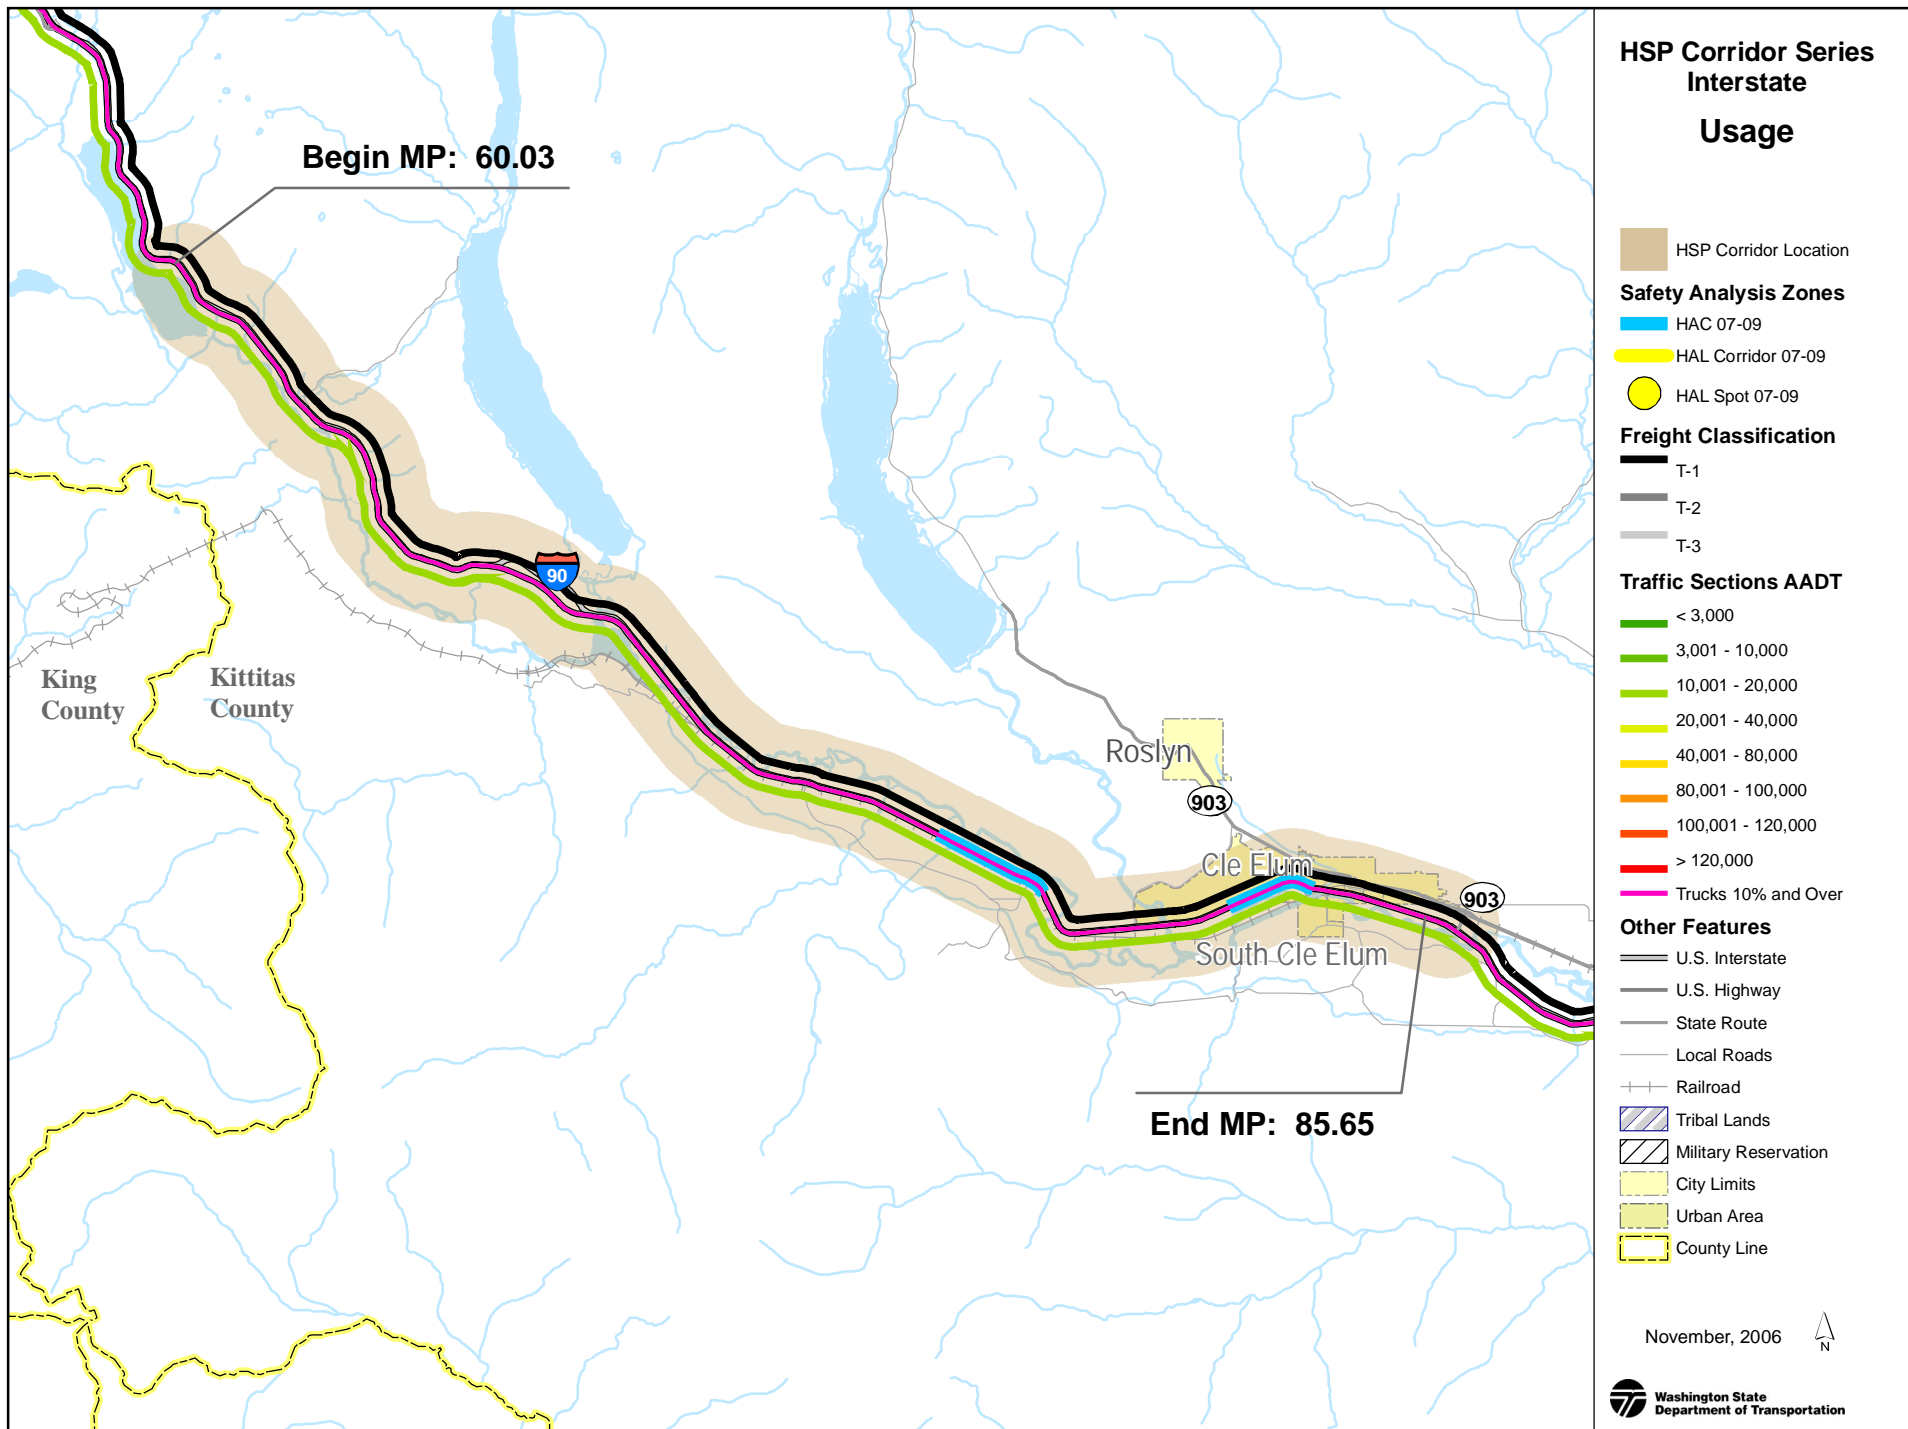 Begin MP: 60.03
90
King
County
Kittitas
County
Roslyn
903
Cle Elum
903
South Cle Elum
End MP: 85.65
HSP Corridor Series
Interstate
Usage
HSP Corridor Location
Safety Analysis Zones
HAC 07-09
HAL Corridor 07-09
HAL Spot 07-09
Freight Classification
T-1
T-2
T-3
Traffic Sections AADT
< 3,000
3,001 - 10,000
10,001 - 20,000
20,001 - 40,000
40,001 - 80,000
80,001 - 100,000
100,001 - 120,000
> 120,000
Trucks 10% and Over
Other Features
U.S. Interstate
U.S. Highway
State Route
Local Roads
Railroad
Tribal Lands
Military Reservation
City Limits
Urban Area
County Line
November, 2006
N
Washington State
Department of Transportation